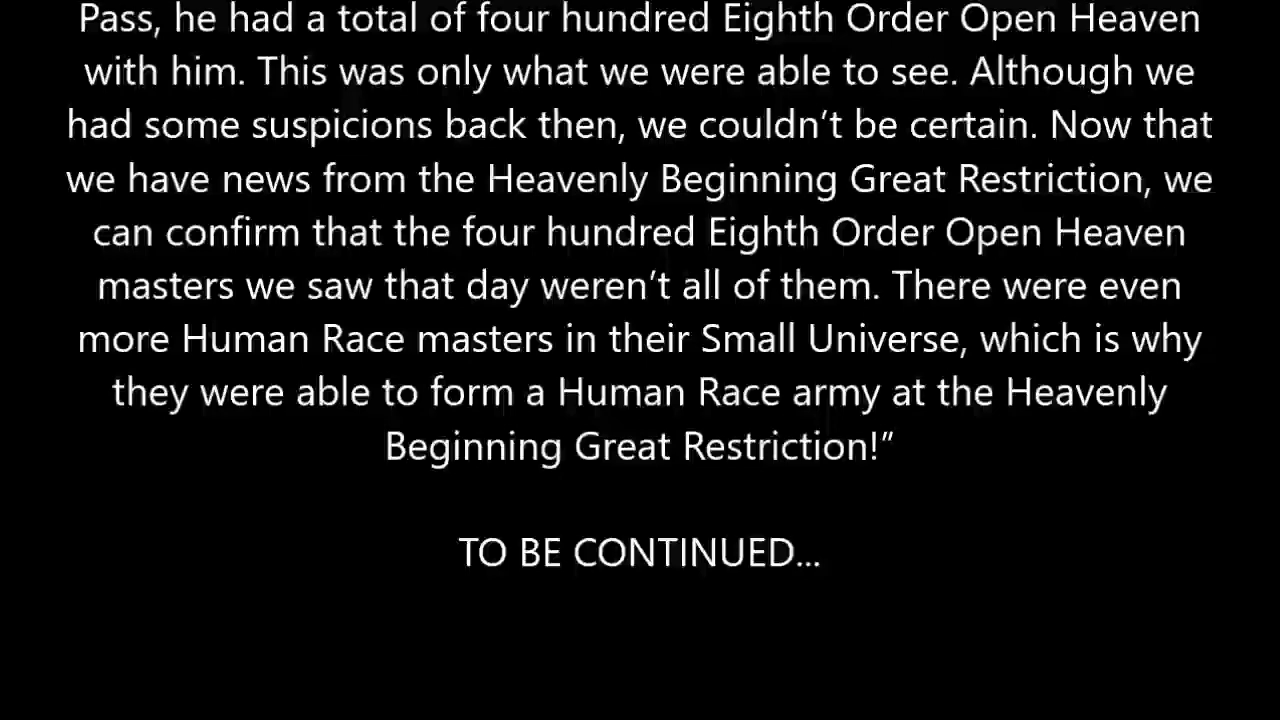 Pass, he had a total of four hundred Eighth Order Open Heaven
with him. This was only what we were able to see. Although we
had some suspicions back then, we couldn’t be certain. Now that
we have news from the Heavenly Beginning Great Restriction, we
can confirm that the four hundred Eighth Order Open Heaven
masters we saw that day weren’t all of them. There were even
more Human Race masters in their Small Universe, which is why
they were able to form a Human Race army at the Heavenly
Beginning Great Restriction!”
TO BE CONTINUED...